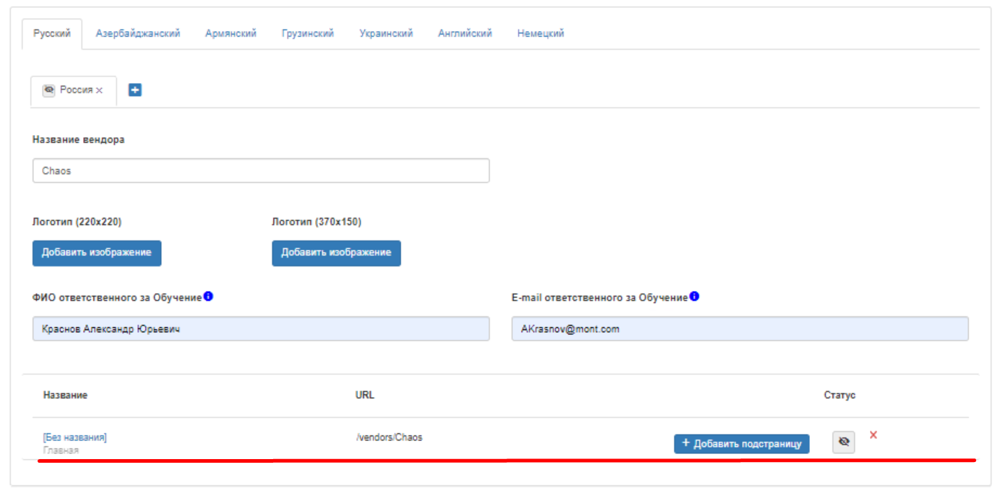 Русский Азербайджанский Армянский Грузинский Украинский Английский Немецкий
Россия ×
Название вендора
Chaos
Логотип (220x220) Логотип (370x150)
Добавить изображение Добавить изображение
ФИО ответственного за Обучение E-mail ответственного за Обучение
Краснов Александр Юрьевич AKrasnov@mont.com
Название URL Статус
[Без названия] /vendors/Chaos + Добавить подстраницу ×
Главная